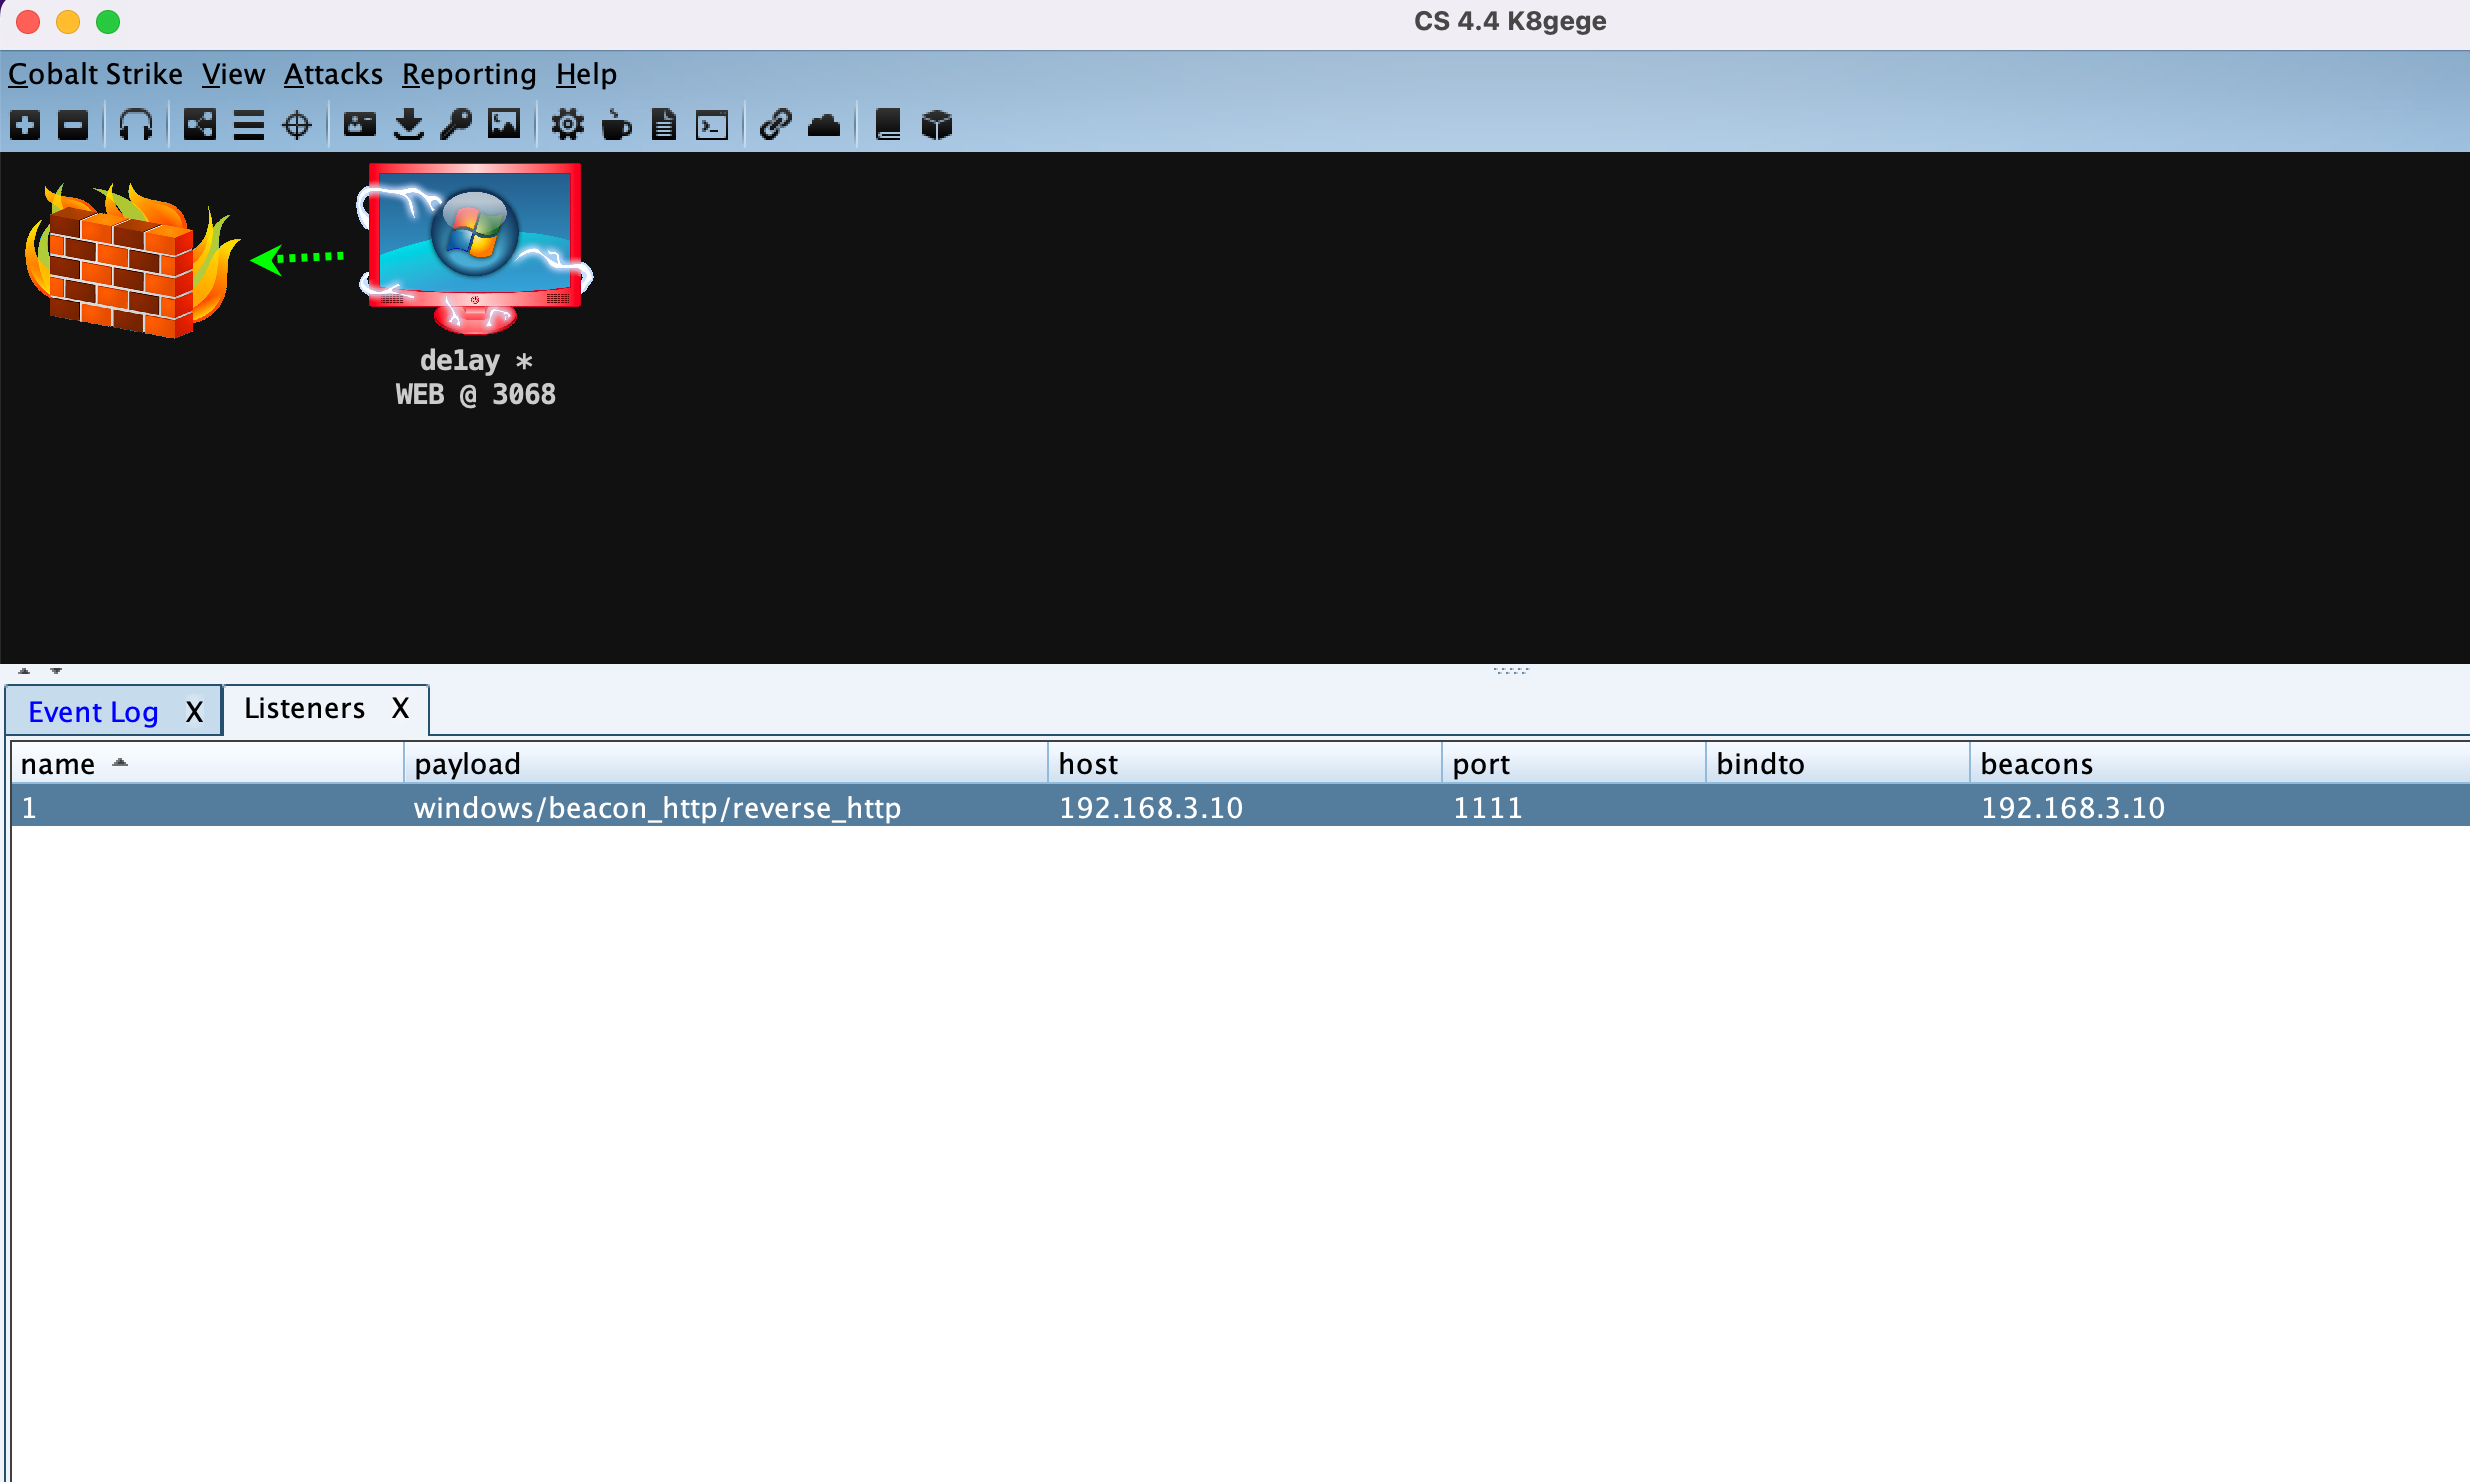 CS 4.4 K8gege
Cobalt Strike View Attacks Reporting Help
de1ay *
WEB @ 3068
Event Log X Listeners X
name payload host port bindto beacons
1 windows/beacon_http/reverse_http 192.168.3.10 1111 192.168.3.10